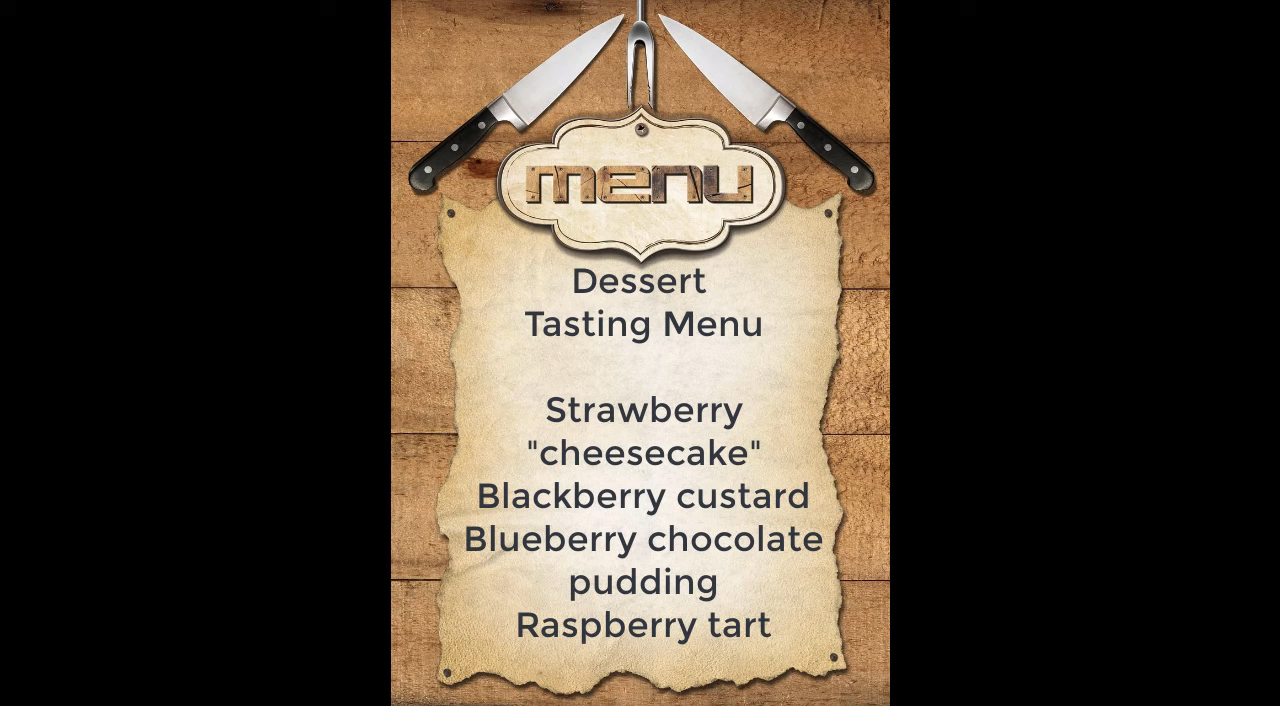 menu
Dessert
Tasting Menu
Strawberry
"cheesecake"
Blackberry custard
Blueberry chocolate
pudding
Raspberry tart